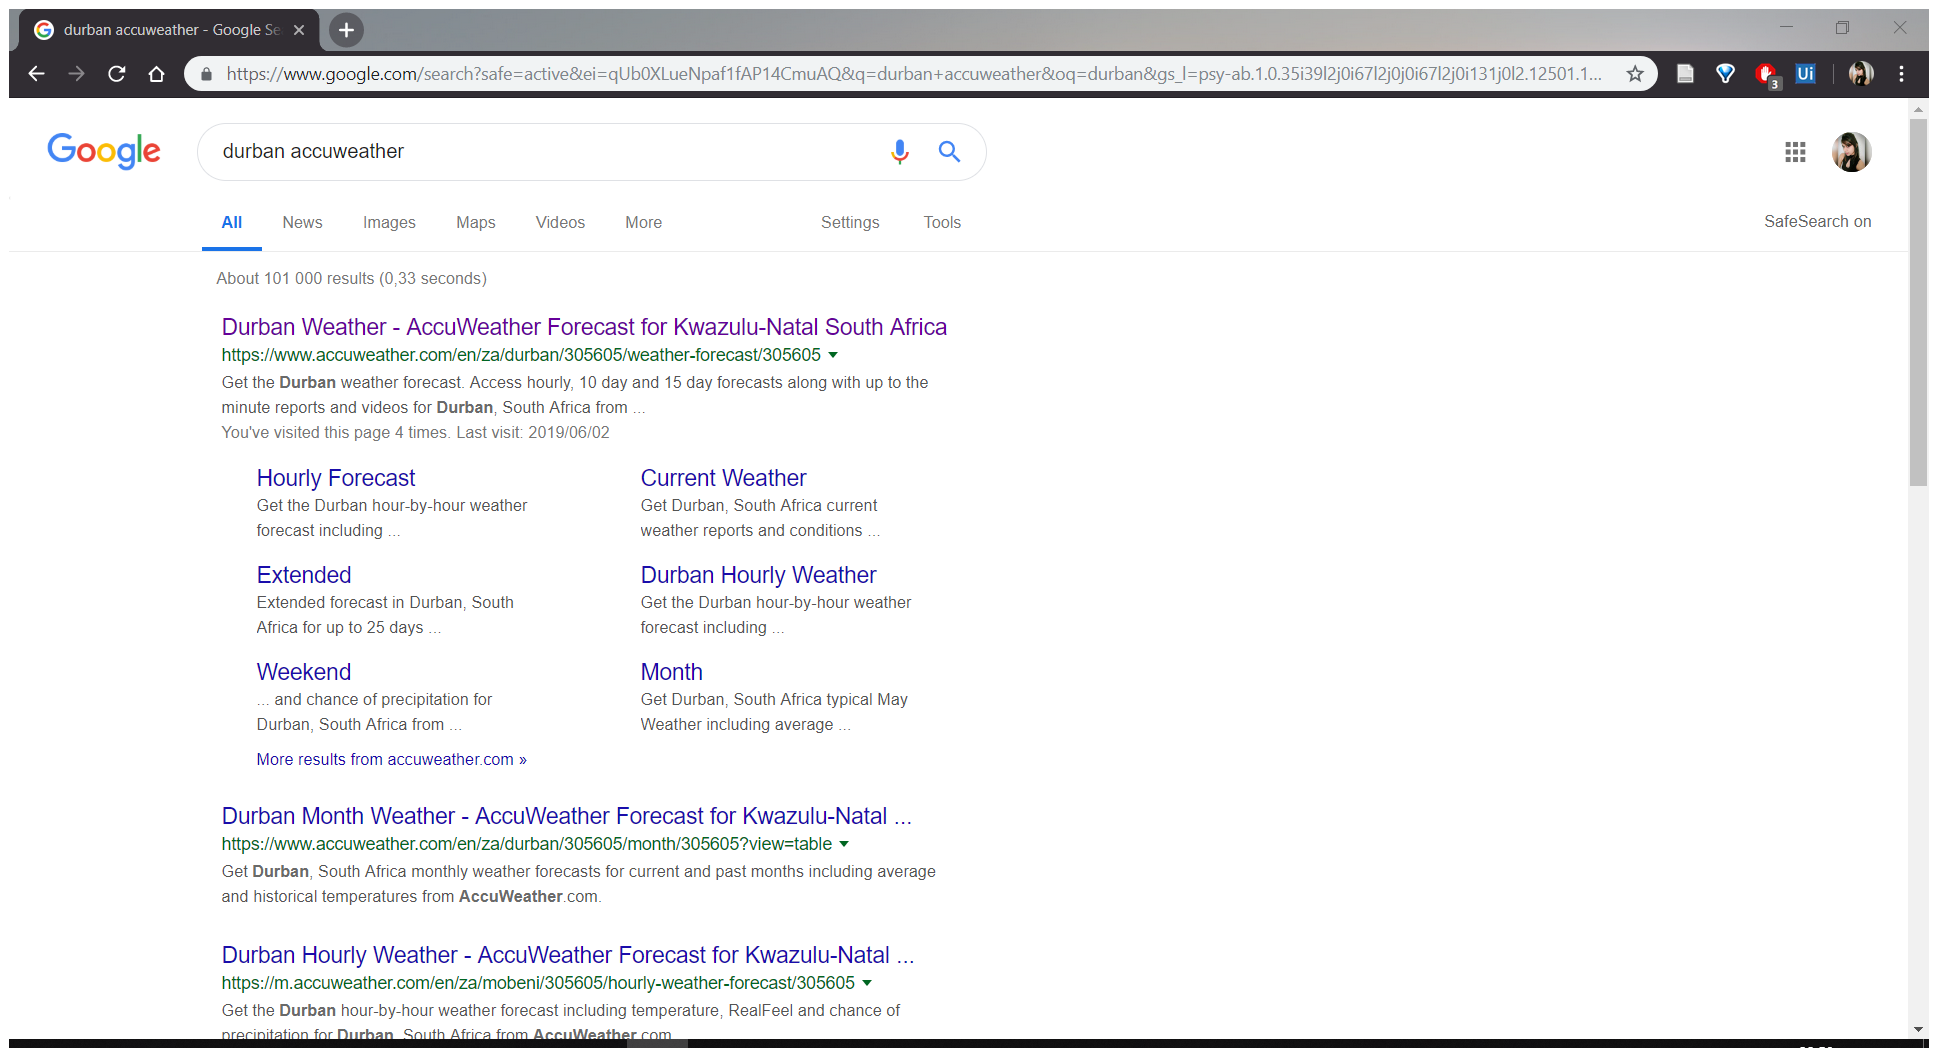 durban accuweather - Google Se
https://www.google.com/search?safe=active&ei=qUb0XLueNpaf1fAP14CmuAQ&q=durban+accuweather&oq=durban&gs_l=psy-ab.1.0.35i39l2j0i67l2j0j0i67l2j0i131j0l2.12501.1...
3
Ui
Google
durban accuweather
All News Images Maps Videos More Settings Tools SafeSearch on
About 101 000 results (0,33 seconds)
Durban Weather - AccuWeather Forecast for Kwazulu-Natal South Africa
https://www.accuweather.com/en/za/durban/305605/weather-forecast/305605
Get the Durban weather forecast. Access hourly, 10 day and 15 day forecasts along with up to the
minute reports and videos for Durban, South Africa from ...
You've visited this page 4 times. Last visit: 2019/06/02
Hourly Forecast
Get the Durban hour-by-hour weather
forecast including ...
Current Weather
Get Durban, South Africa current
weather reports and conditions ...
Extended
Extended forecast in Durban, South
Africa for up to 25 days ...
Durban Hourly Weather
Get the Durban hour-by-hour weather
forecast including ...
Weekend
... and chance of precipitation for
Durban, South Africa from ...
Month
Get Durban, South Africa typical May
Weather including average ...
More results from accuweather.com »
Durban Month Weather - AccuWeather Forecast for Kwazulu-Natal ...
https://www.accuweather.com/en/za/durban/305605/month/305605?view=table
Get Durban, South Africa monthly weather forecasts for current and past months including average
and historical temperatures from AccuWeather.com.
Durban Hourly Weather - AccuWeather Forecast for Kwazulu-Natal ...
https://m.accuweather.com/en/za/mobeni/305605/hourly-weather-forecast/305605
Get the Durban hour-by-hour weather forecast including temperature, RealFeel and chance of
precipitation for Durban, South Africa from AccuWeather.com